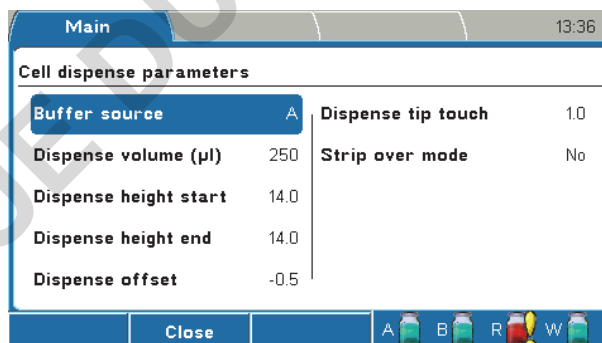 Main 13:36
Cell dispense parameters
Buffer source A
Dispense volume (µl) 250
Dispense height start 14.0
Dispense height end 14.0
Dispense offset -0.5
Dispense tip touch 1.0
Strip over mode No
Close
A B R W